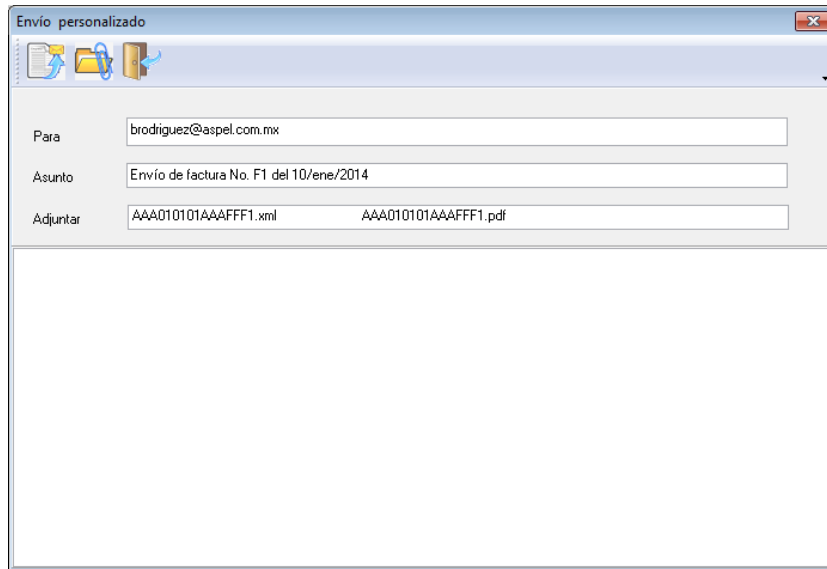 Envío personalizado
Para brodriguez@aspel.com.mx
Asunto Envío de factura No. F1 del 10/ene/2014
Adjuntar AAA010101AAAFFF1.xml AAA010101AAAFFF1.pdf